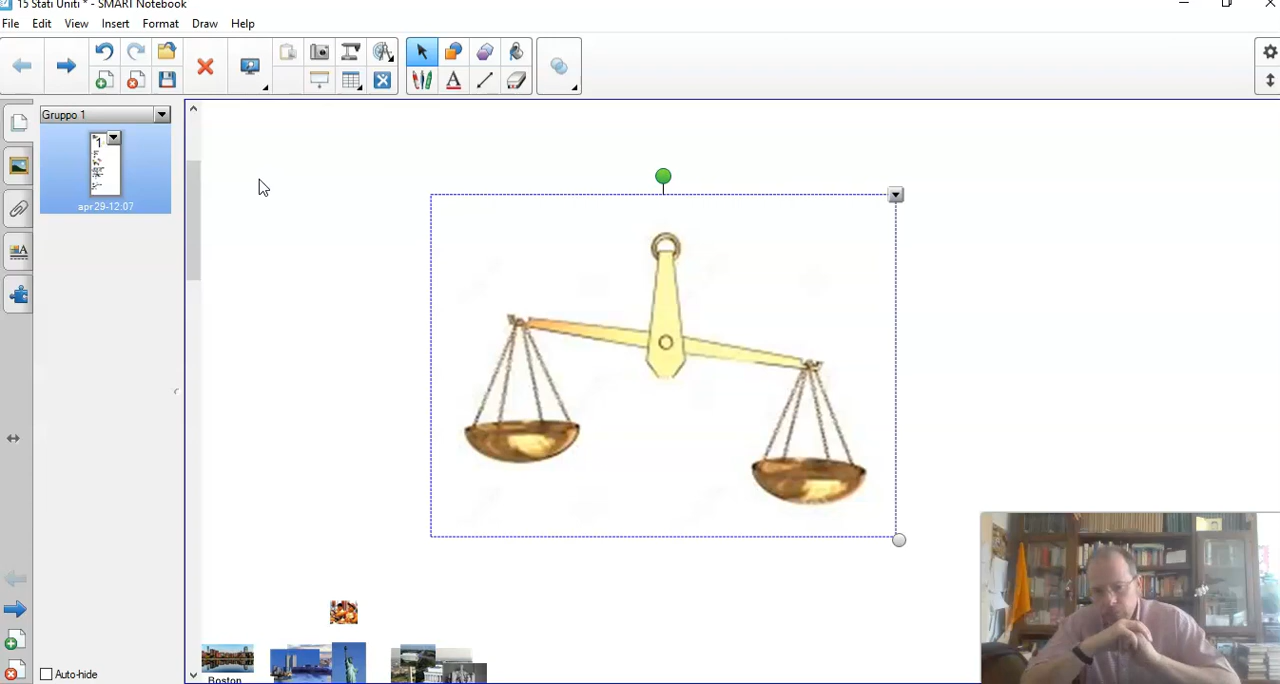 15 Stati Uniti * - SMART Notebook
File Edit View Insert Format Draw Help
Gruppo 1
1
apr29-12:07
Auto-hide
Boston